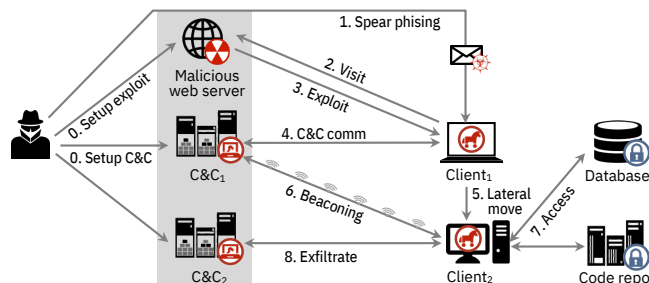 1. Spear phising
Malicious
web server
2. Visit
3. Exploit
0. Setup exploit
4. C&C comm
0. Setup C&C
C&C₁
Client₁
Database
5. Lateral
move
6. Beaconing
7. Access
8. Exfiltrate
C&C₂
Client₂
Code repo